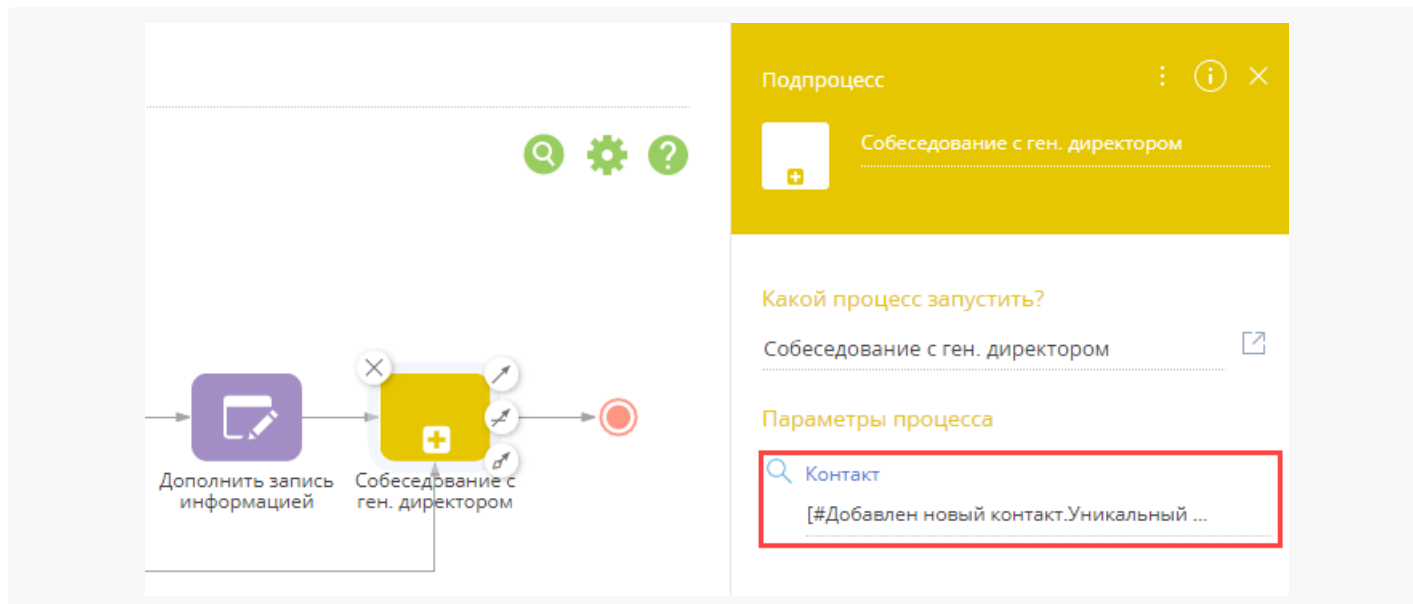 Подпроцесс
Собеседование с ген. директором
Какой процесс запустить?
Собеседование с ген. директором
Параметры процесса
Контакт
[#Добавлен новый контакт.Уникальный ...
Дополнить запись
информацией
Собеседование с
ген. директором